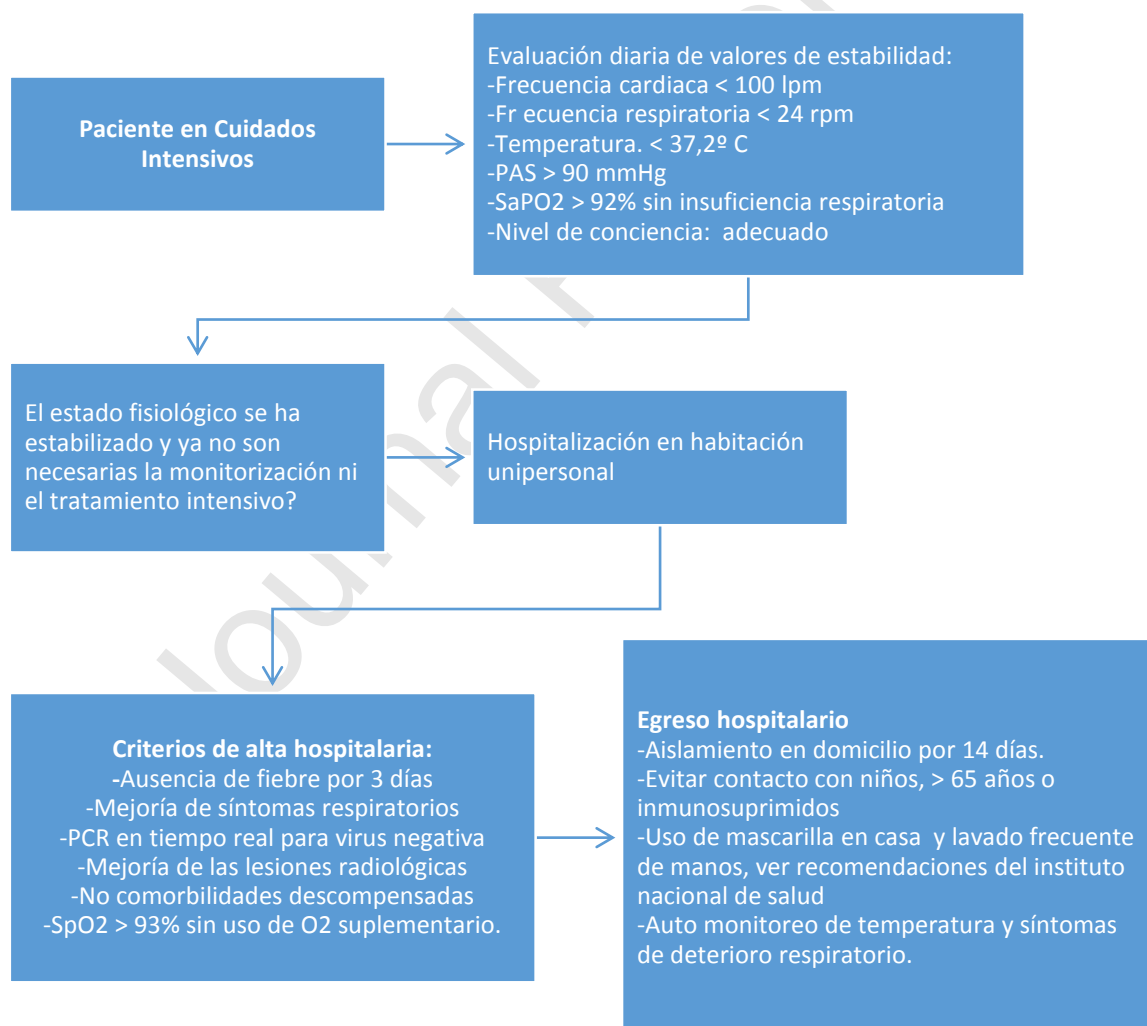 Paciente en Cuidados
Intensivos
Evaluación diaria de valores de estabilidad:
-Frecuencia cardiaca < 100 lpm
-Fr ecuencia respiratoria < 24 rpm
-Temperatura. < 37,2º C
-PAS > 90 mmHg
-SaPO2 > 92% sin insuficiencia respiratoria
-Nivel de conciencia:  adecuado
El estado fisiológico se ha
estabilizado y ya no son
necesarias la monitorización ni
el tratamiento intensivo?
Hospitalización en habitación
unipersonal
Criterios de alta hospitalaria:
-Ausencia de fiebre por 3 días
-Mejoría de síntomas respiratorios
-PCR en tiempo real para virus negativa
-Mejoría de las lesiones radiológicas
-No comorbilidades descompensadas
-SpO2 > 93% sin uso de O2 suplementario.
Egreso hospitalario
-Aislamiento en domicilio por 14 días.
-Evitar contacto con niños, > 65 años o
inmunosuprimidos
-Uso de mascarilla en casa  y lavado frecuente
de manos, ver recomendaciones del instituto
nacional de salud
-Auto monitoreo de temperatura y síntomas
de deterioro respiratorio.
Journal